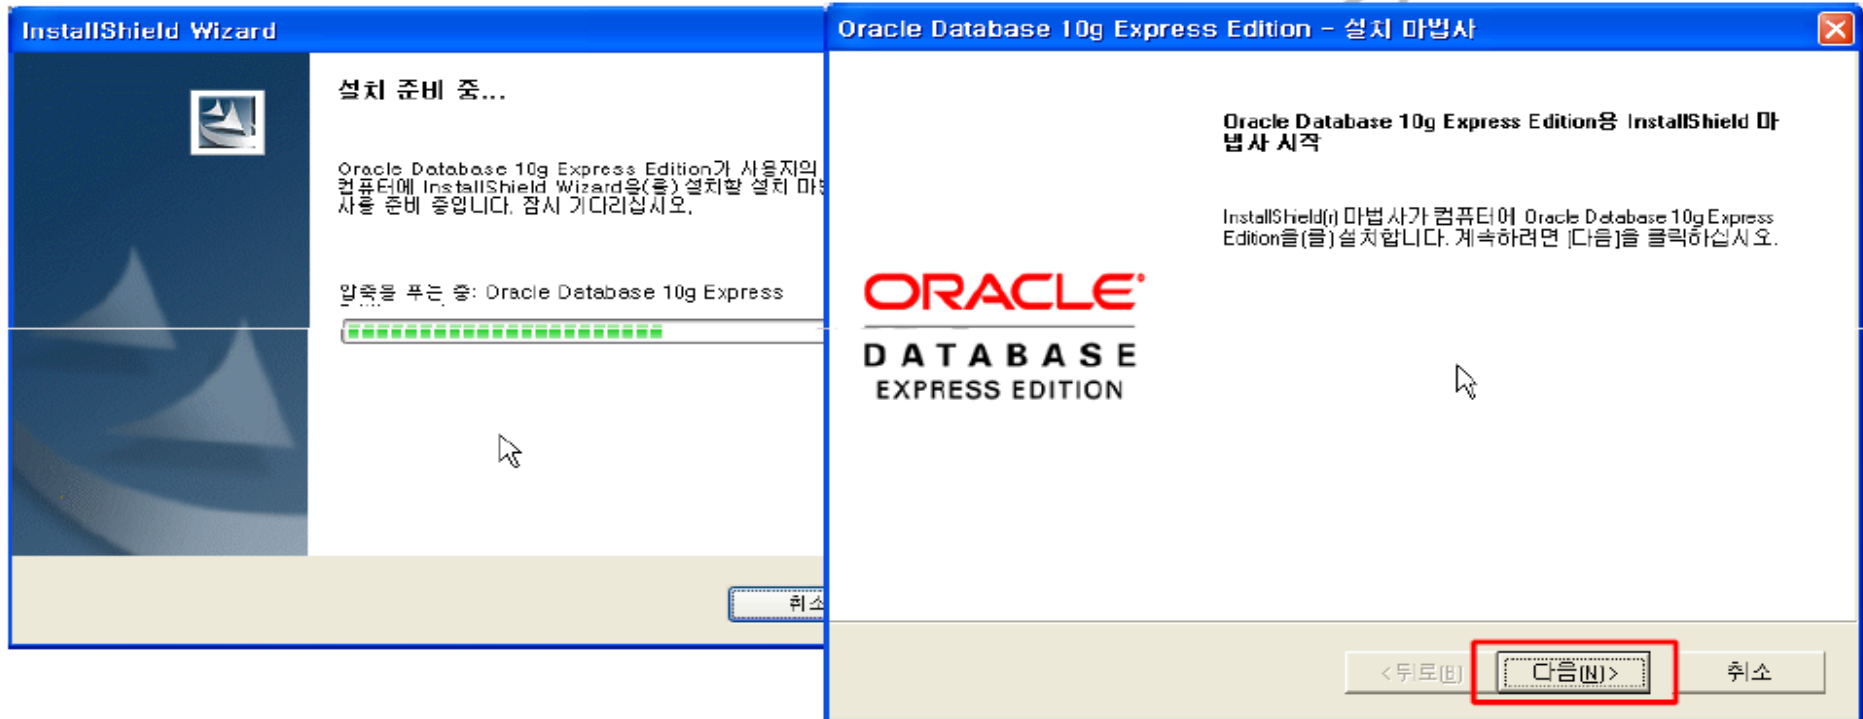 InstallShield Wizard
설치 준비 중...
Oracle Database 10g Express Edition가 사용자의
컴퓨터에 InstallShield Wizard을(를) 설치할 설치 마법
사를 준비 중입니다. 잠시 기다리십시오.
압축을 푸는 중: Oracle Database 10g Express
취소
Oracle Database 10g Express Edition - 설치 마법사
Oracle Database 10g Express Edition용 InstallShield 마
법사 시작
InstallShield(r) 마법사가 컴퓨터에 Oracle Database 10g Express
Edition을(를) 설치합니다. 계속하려면 [다음]을 클릭하십시오.
ORACLE
DATABASE
EXPRESS EDITION
<뒤로(B)
다음(N)>
취소